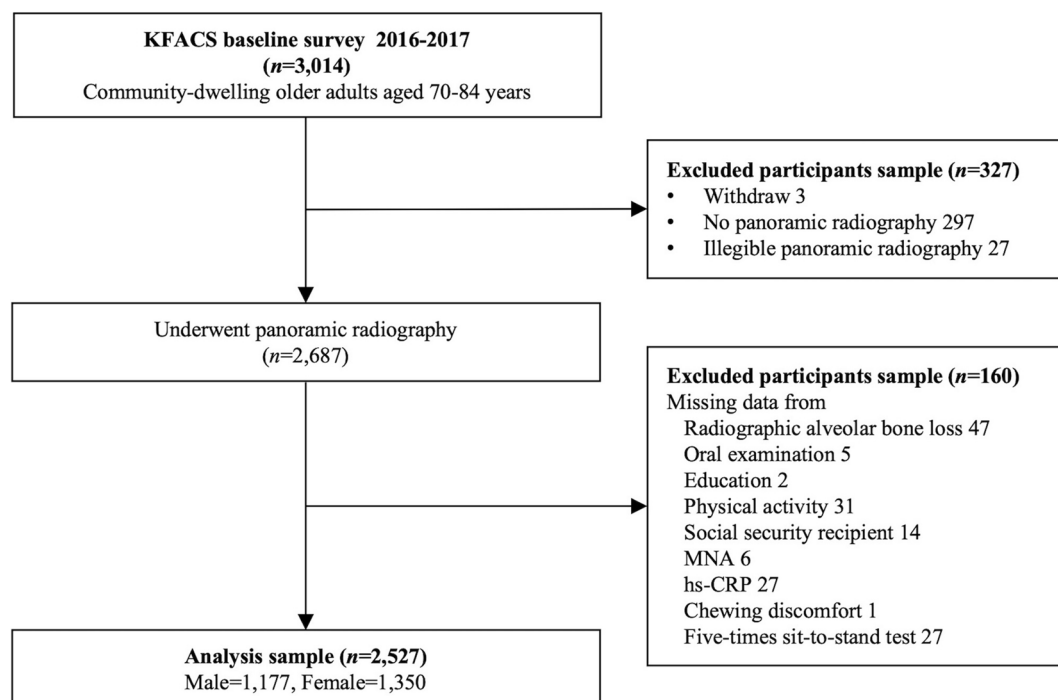 KFACS baseline survey 2016-2017
(n=3,014)
Community-dwelling older adults aged 70-84 years
Excluded participants sample (n=327)
• Withdraw 3
• No panoramic radiography 297
• Illegible panoramic radiography 27
Underwent panoramic radiography
(n=2,687)
Excluded participants sample (n=160)
Missing data from
Radiographic alveolar bone loss 47
Oral examination 5
Education 2
Physical activity 31
Social security recipient 14
MNA 6
hs-CRP 27
Chewing discomfort 1
Five-times sit-to-stand test 27
Analysis sample (n=2,527)
Male=1,177, Female=1,350